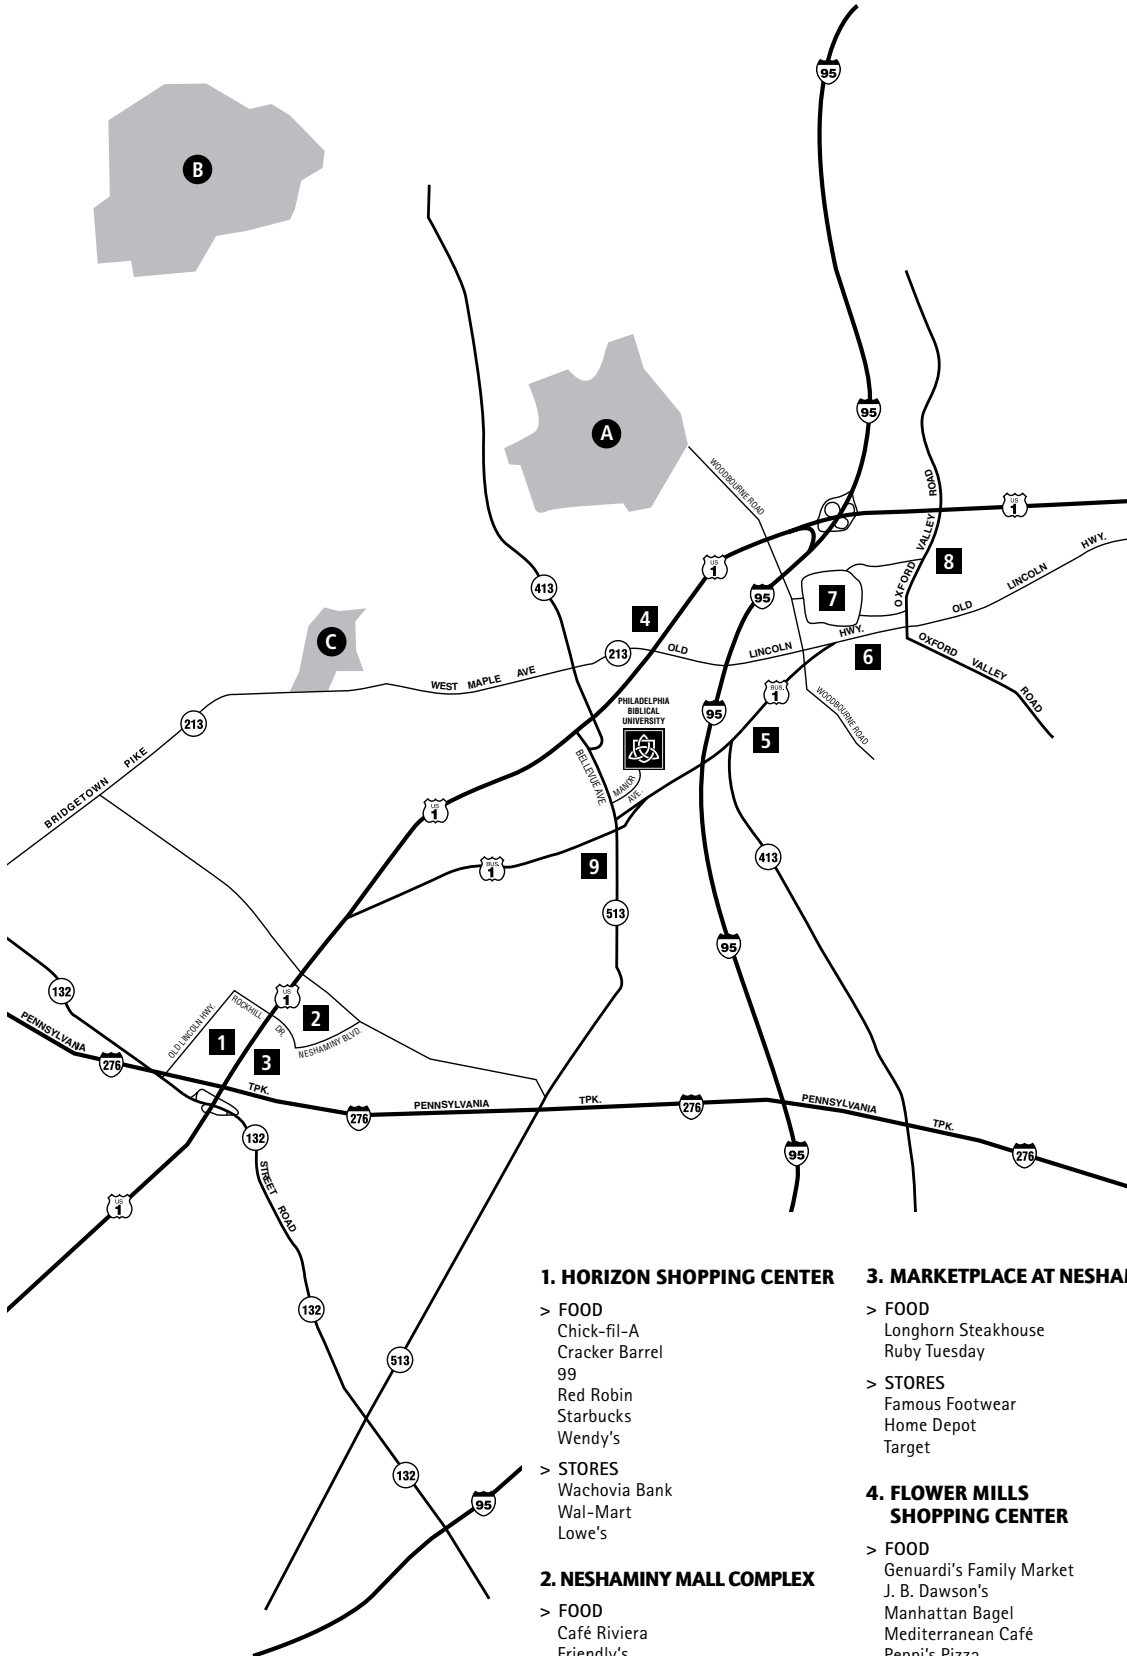 95
B
A
95
WOODBOURNE ROAD
OXFORD VALLEY ROAD
US 1
HWY.
LINCOLN
OLD
8
US 1
413
95
7
4
HWY.
6
OXFORD VALLEY ROAD
C
213
OLD
LINCOLN
WEST MAPLE AVE
BUS. 1
WOODBOURNE ROAD
PHILADELPHIA
BIBLICAL
UNIVERSITY
95
5
213
BRIDGETOWN PIKE
BELLEVUE AVE.
MANOR
AVE.
US 1
BUS. 1
9
413
513
95
132
US 1
OLD LINCOLN HWY.
ROCKHILL
DR.
2
1
3
NESHAMINY BLVD.
PENNSYLVANA
276
TPK.
276
PENNSYLVANIA
TPK.
276
PENNSYLVANIA
TPK.
276
132
STREET ROAD
95
US 1
132
513
132
95
1. HORIZON SHOPPING CENTER
> FOOD
Chick-fil-A
Cracker Barrel
99
Red Robin
Starbucks
Wendy's
> STORES
Wachovia Bank
Wal-Mart
Lowe's
2. NESHAMINY MALL COMPLEX
> FOOD
Café Riviera
Friendly's
3. MARKETPLACE AT NESHAM
> FOOD
Longhorn Steakhouse
Ruby Tuesday
> STORES
Famous Footwear
Home Depot
Target
4. FLOWER MILLS
SHOPPING CENTER
> FOOD
Genuardi's Family Market
J. B. Dawson's
Manhattan Bagel
Mediterranean Café
Peppi's Pizza